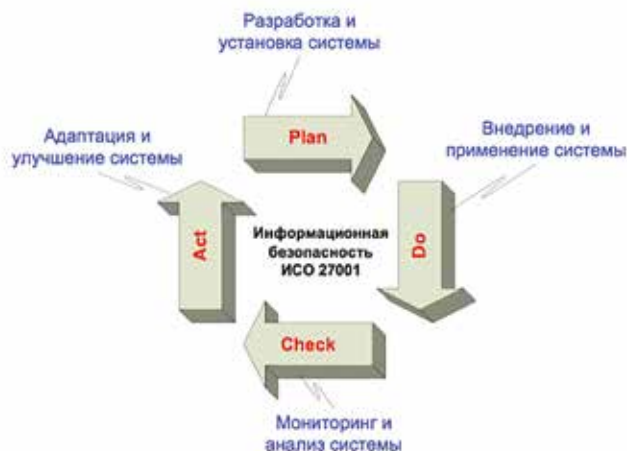 Разработка и
установка системы
Plan
Адаптация и
улучшение системы
Внедрение и
применение системы
Act
Информационная
безопасность
ИСО 27001
Do
Check
Мониторинг и
анализ системы